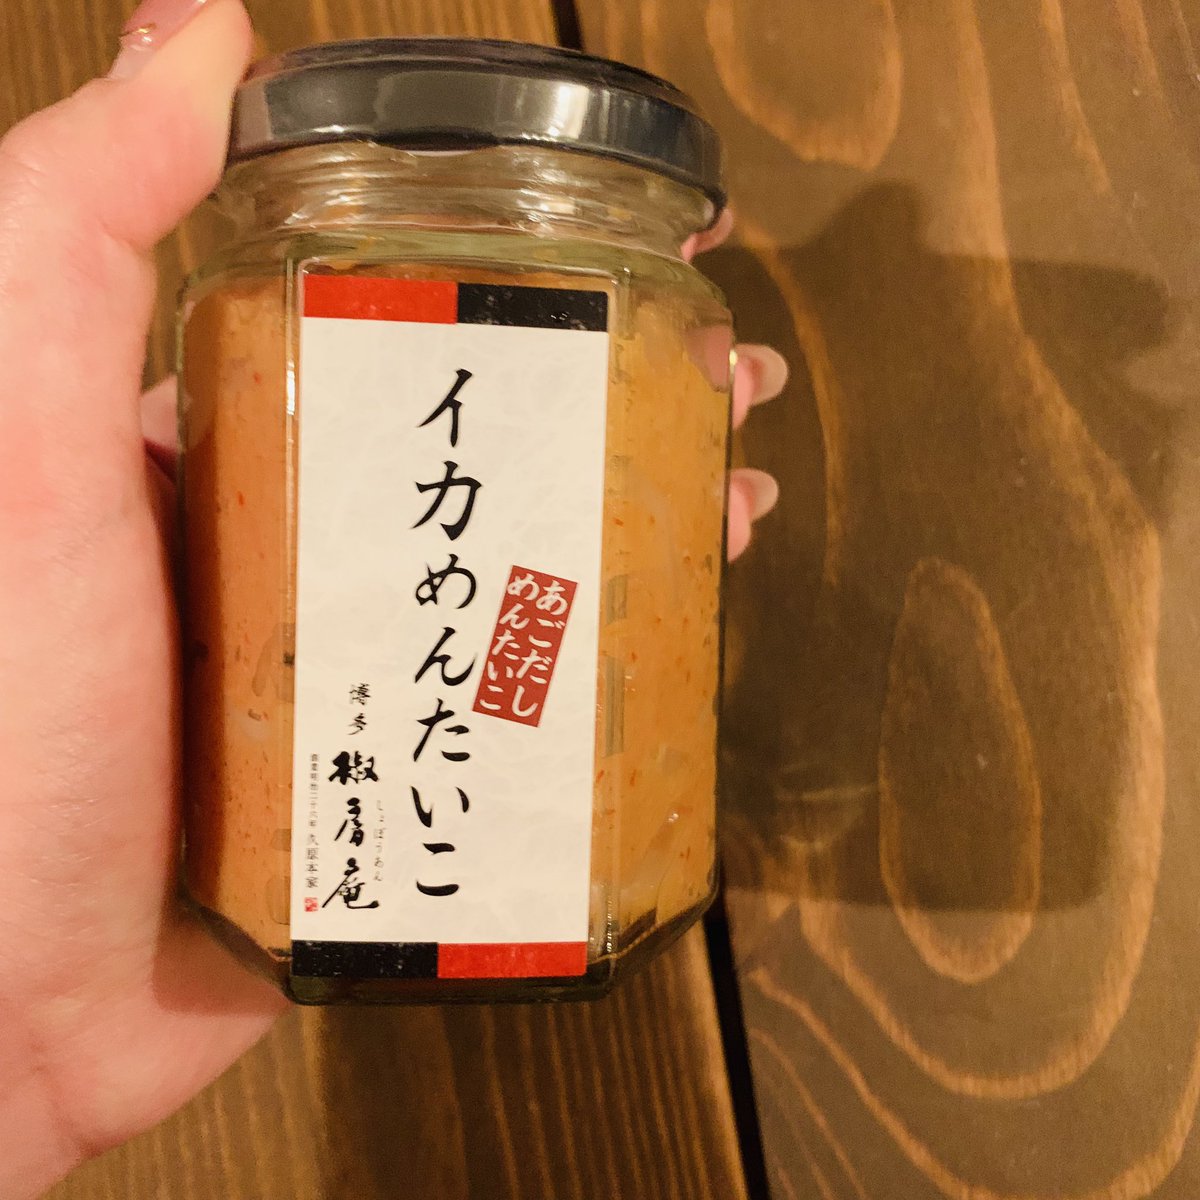 イカめんたいこ
あごだし
めんたいこ
博多
椒房庵
しょぼうあん
久原本家